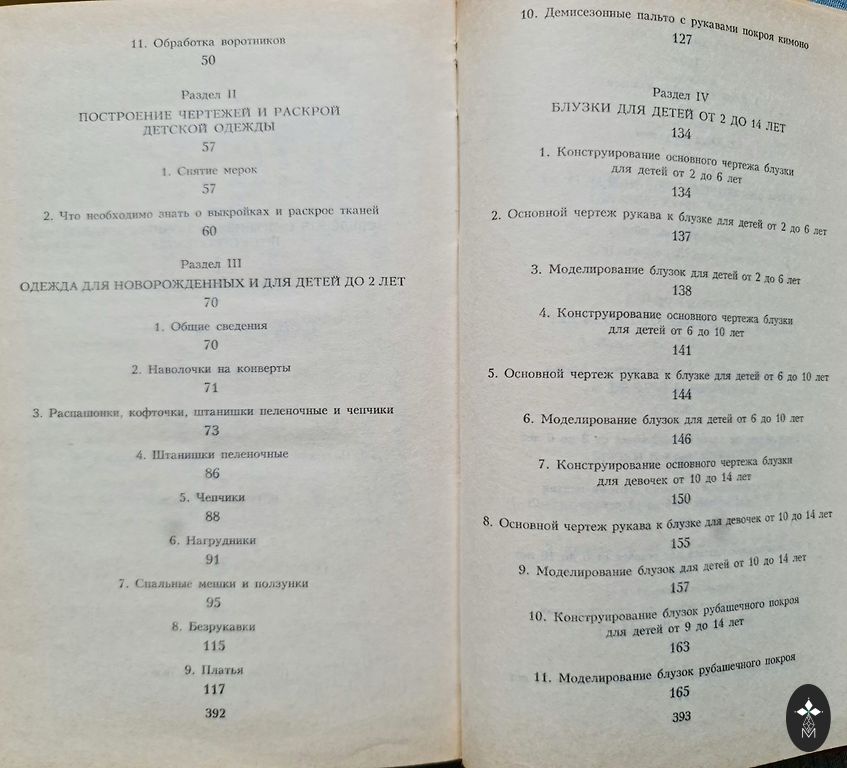 11. Обработка воротников
50
Раздел II
ПОСТРОЕНИЕ ЧЕРТЕЖЕЙ И РАСКРОЙ
ДЕТСКОЙ ОДЕЖДЫ
57
1. Снятие мерок
57
2. Что необходимо знать о выкройках и раскрое тканей
60
Раздел III
ОДЕЖДА ДЛЯ НОВОРОЖДЕННЫХ И ДЛЯ ДЕТЕЙ ДО 2 ЛЕТ
70
1. Общие сведения
70
2. Наволочки на конверты
71
3. Распашонки, кофточки, штанишки пеленочные и чепчики
73
4. Штанишки пеленочные
86
5. Чепчики
88
6. Нагрудники
91
7. Спальные мешки и ползунки
95
8. Безрукавки
115
9. Платья
117
392
10. Демисезонные пальто с рукавами покроя кимоно
127
Раздел IV
БЛУЗКИ ДЛЯ ДЕТЕЙ ОТ 2 ДО 14 ЛЕТ
134
1. Конструирование основного чертежа блузки
для детей от 2 до 6 лет
134
2. Основной чертеж рукава к блузке для детей от 2 до 6 лет
137
3. Моделирование блузок для детей от 2 до 6 лет
138
4. Конструирование основного чертежа блузки
для детей от 6 до 10 лет
141
5. Основной чертеж рукава к блузке для детей от 6 до 10 лет
144
6. Моделирование блузок для детей от 6 до 10 лет
146
7. Конструирование основного чертежа блузки
для девочек от 10 до 14 лет
150
8. Основной чертеж рукава к блузке для девочек от 10 до 14 лет
155
9. Моделирование блузок для детей от 10 до 14 лет
157
10. Конструирование блузок рубашечного покроя
для детей от 9 до 14 лет
163
11. Моделирование блузок рубашечного покроя
165
393
M